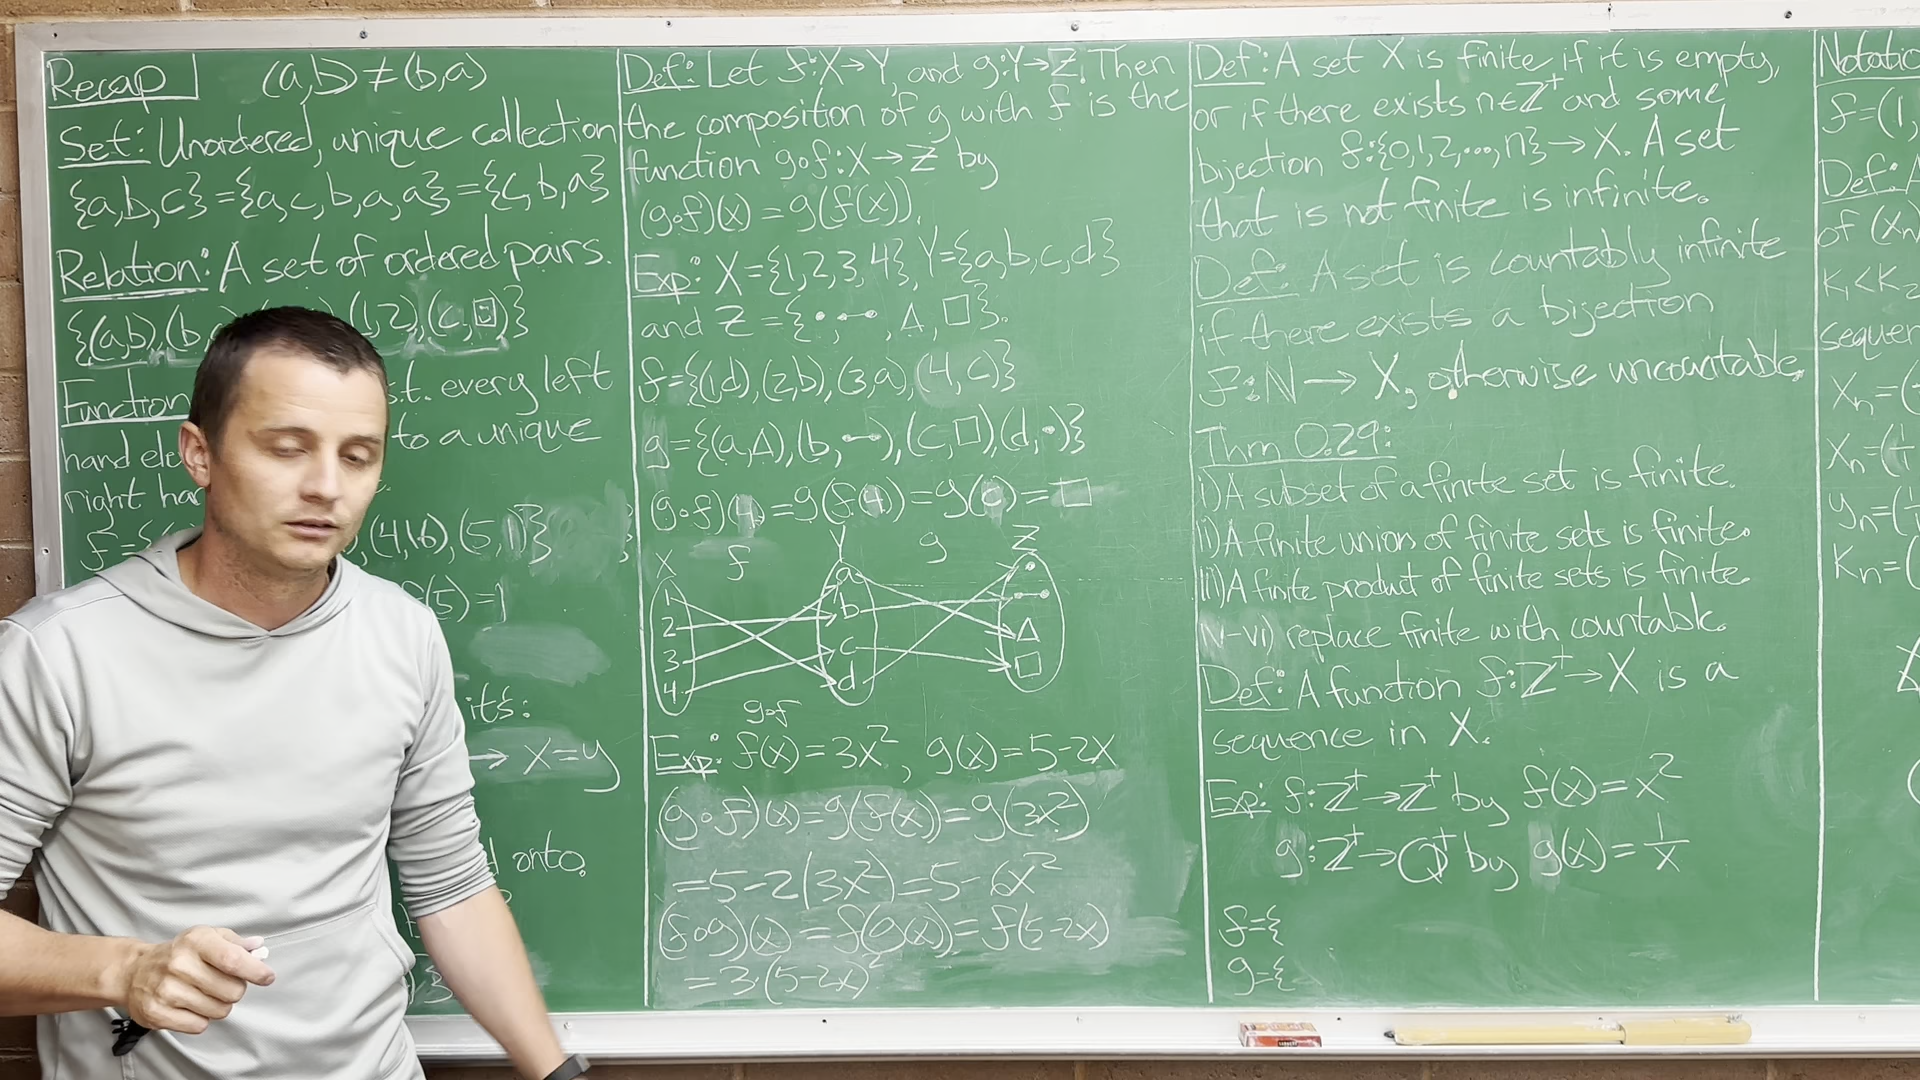 Recap (a,b) ≠ (b,a)
Set: Unordered, unique collection
{a,b,c} = {a,c,b,a,a} = {c,b,a}
Relation: A set of ordered pairs.
{(a,b),(b, 1,2),(c,□)}
Function s.t. every left
hand ele to a unique
right ha
f={ ,(4,16),(5,1)}
(5)=1
its:
→ x=y
onto.
Def: Let f:X→Y, and g:Y→Z. Then
the composition of g with f is the
function g∘f:X→Z by
(g∘f)(x) = g(f(x)).
Exp: X={1,2,3,4}, Y={a,b,c,d}
and Z={•, •–•, Δ, □}.
f={(1,d),(2,b),(3,a),(4,c)}
g={(a,Δ),(b,•–•),(c,□)(d,•)}
(g∘f)(4)=g(f(4))=g(c)=□
X f Y g Z
1 a •
2 b •–•
3 c Δ
4 d □
g∘f
Exp: f(x)=3x², g(x)=5-2x
(g∘f)(x)=g(f(x))=g(3x²)
=5-2(3x²)=5-6x²
(f∘g)(x)=f(g(x))=f(5-2x)
=3·(5-2x)²
Def: A set X is finite if it is empty,
or if there exists n∈Z⁺ and some
bijection f:{0,1,2,...,n}→X. A set
that is not finite is infinite.
Def: A set is countably infinite
if there exists a bijection
f:N → X, otherwise uncountable.
Thm 0.29:
i) A subset of a finite set is finite.
ii) A finite union of finite sets is finite.
iii) A finite product of finite sets is finite.
iv-vi) replace finite with countable.
Def: A function f:Z⁺→X is a
sequence in X.
Exp: f:Z⁺→Z⁺ by f(x)=x²
g:Z⁺→Q⁺ by g(x)=1/x
f={
g={
Notatio
f=(1,
Def: A
of (xₙ)
k₁<k₂
sequen
Xₙ=(
Xₙ=(
yₙ=(
Kₙ=(